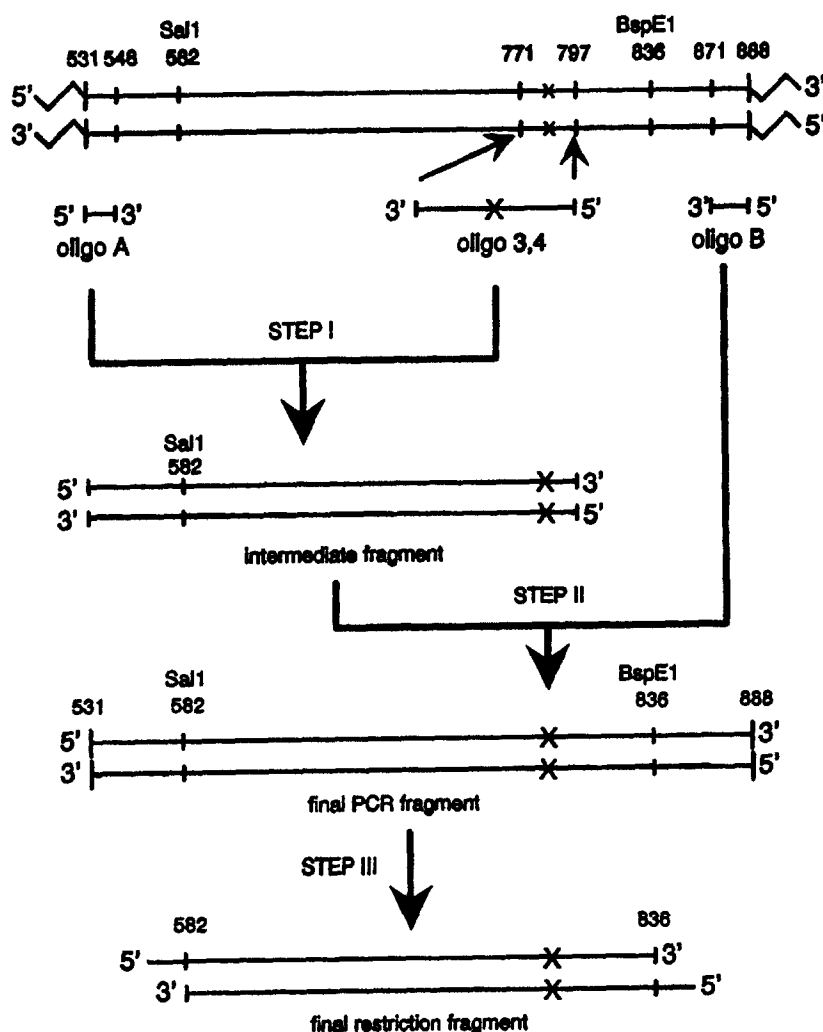 Sal1 BspE1
531 548 582 771 797 836 871 888
5' 3'
3' 5'
5' 3' 3' 5' 3' 5'
oligo A oligo 3,4 oligo B
STEP I
Sal1
582
5' 3'
3' 5'
intermediate fragment
STEP II
Sal1 BspE1
531 582 836 888
5' 3'
3' 5'
final PCR fragment
STEP III
582 836
5' 3'
3' 5'
final restriction fragment